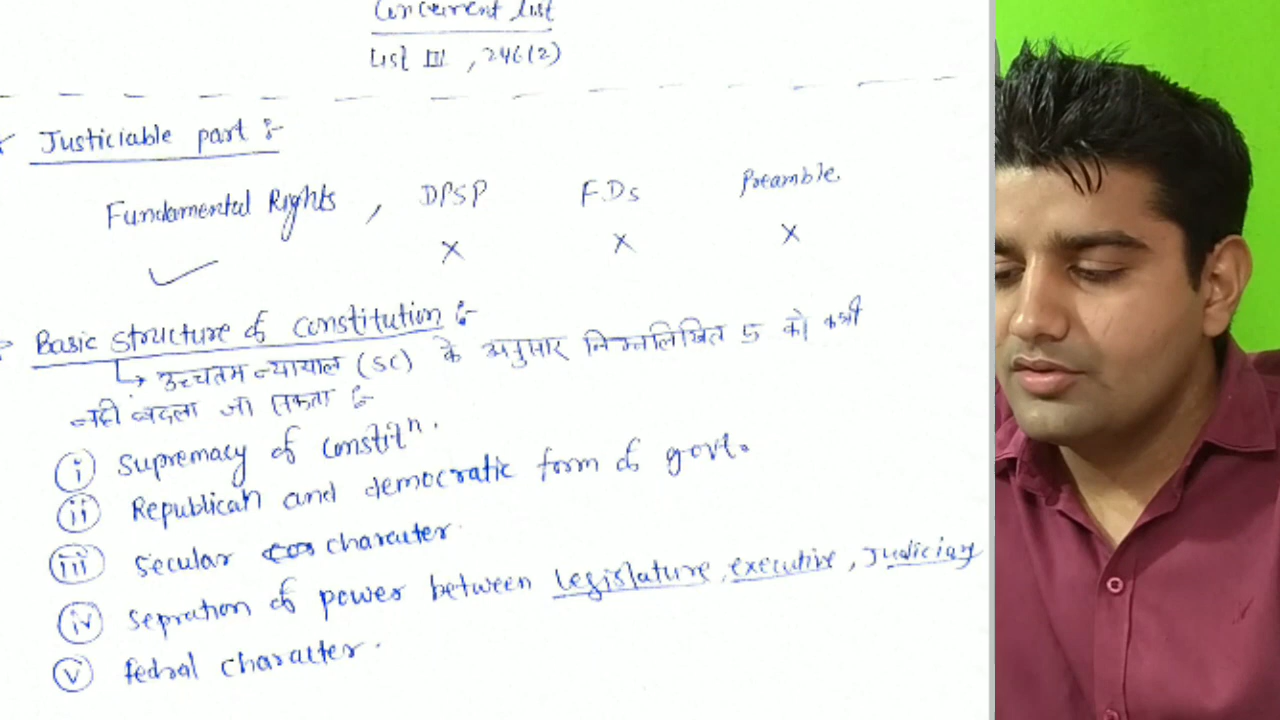 Concurrent list
List III , 246(2)
Justiciable part :-
Fundamental Rights , DPSP F.Ds Preamble.
✓ X X X
Basic structure of constitution :-
↳ उच्चतम न्यायाल (SC) के अनुसार निम्नलिखित 5 को कभी
नही बदला जा सकता :-
(i) Supremacy of constitⁿ.
(ii) Republican and democratic form of govt.
(iii) Secular character.
(iv) sepration of power between legislature, executive, Judiciary
(v) fedral character.